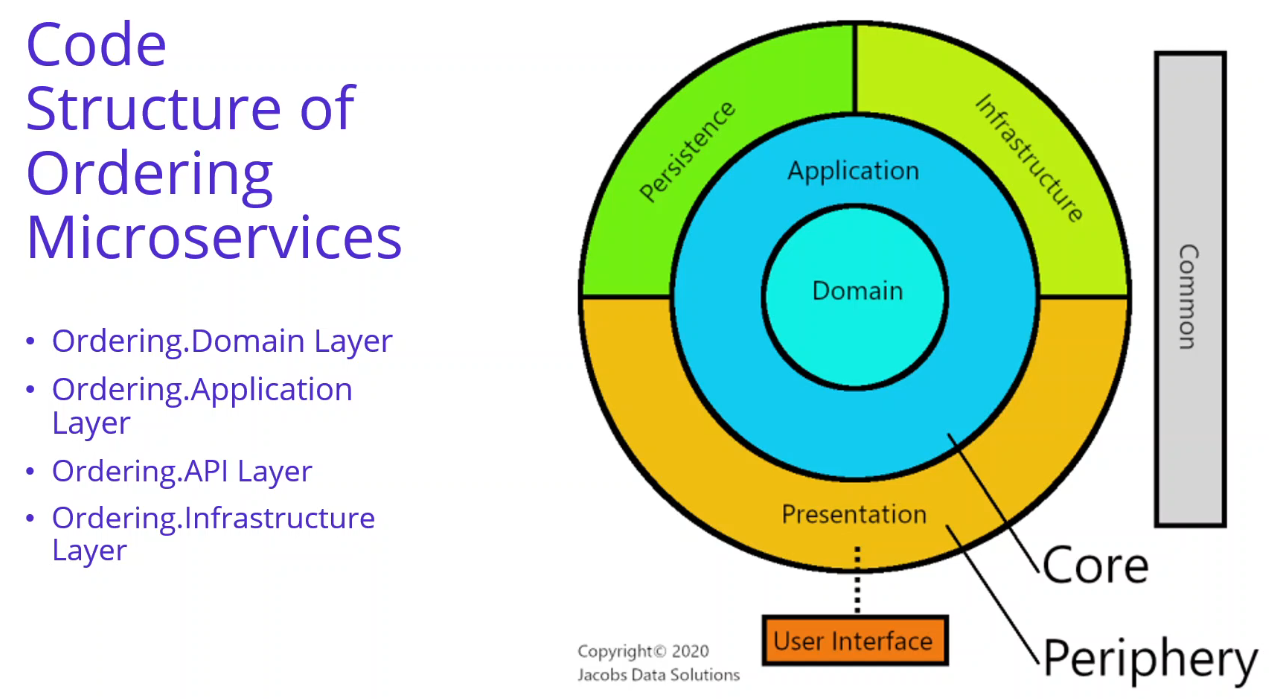 Code
Structure of
Ordering
Microservices
• Ordering.Domain Layer
• Ordering.Application
Layer
• Ordering.API Layer
• Ordering.Infrastructure
Layer
Persistence
Infrastructure
Application
Domain
Presentation
User Interface
Common
Core
Periphery
Copyright© 2020
Jacobs Data Solutions